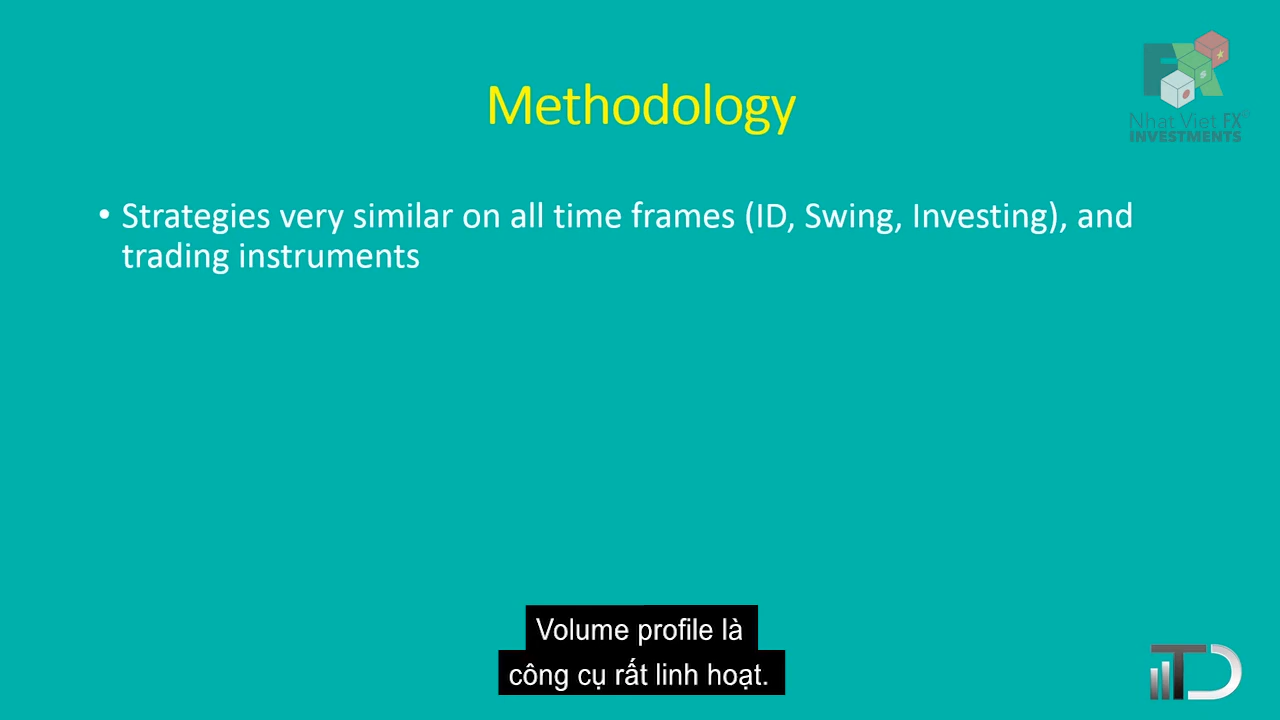 Methodology
Nhat Viet FX
INVESTMENTS
• Strategies very similar on all time frames (ID, Swing, Investing), and
trading instruments
Volume profile là
công cụ rất linh hoạt.
TD